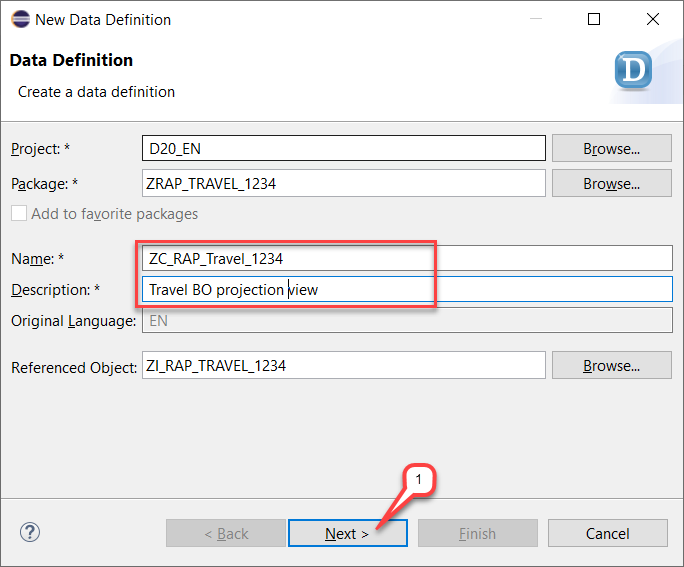 New Data Definition
Data Definition
Create a data definition
D
Project: * D20_EN Browse...
Package: * ZRAP_TRAVEL_1234 Browse...
Add to favorite packages
Name: * ZC_RAP_Travel_1234
Description: * Travel BO projection view
Original Language: EN
Referenced Object: ZI_RAP_TRAVEL_1234 Browse...
1
? < Back Next > Finish Cancel